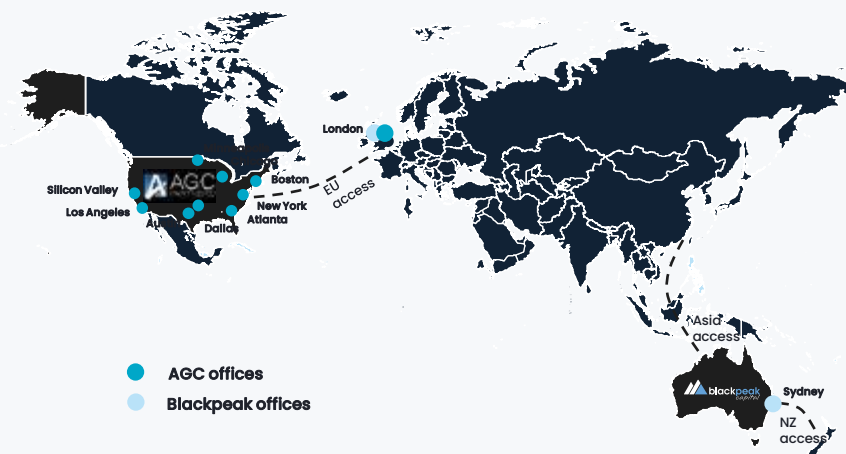 London
Boston
Silicon Valley
AGC
EU
access
Los Angeles
New York
Atlanta
Dallas
Asia
access
AGC offices
blackpeak
capital
Sydney
Blackpeak offices
NZ
access